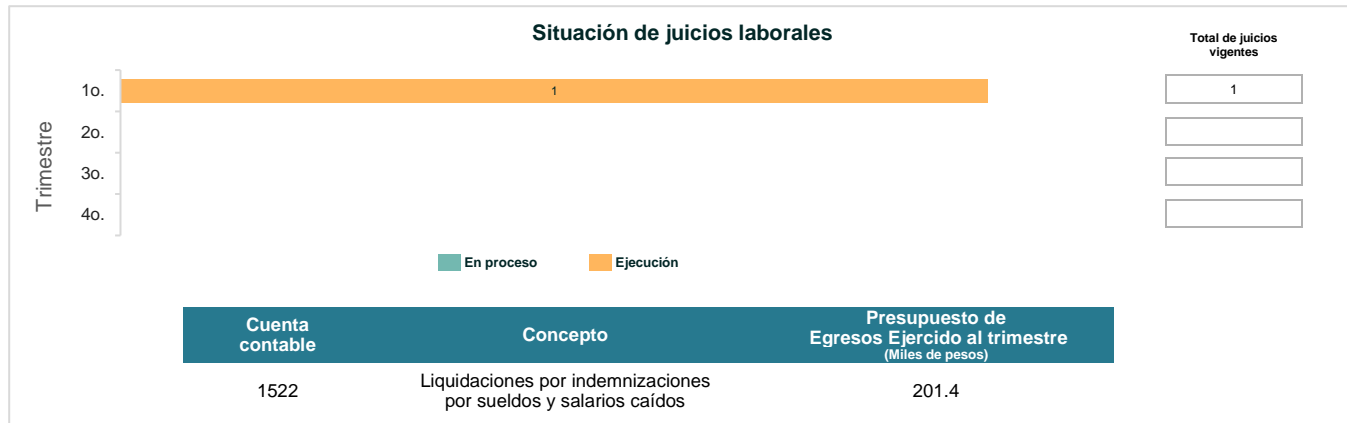 Situación de juicios laborales
Total de juicios
vigentes
Trimestre
1o.
1
1
2o.
3o.
4o.
En proceso
Ejecución
Cuenta
contable
Concepto
Presupuesto de
Egresos Ejercido al trimestre
(Miles de pesos)
1522
Liquidaciones por indemnizaciones
por sueldos y salarios caídos
201.4